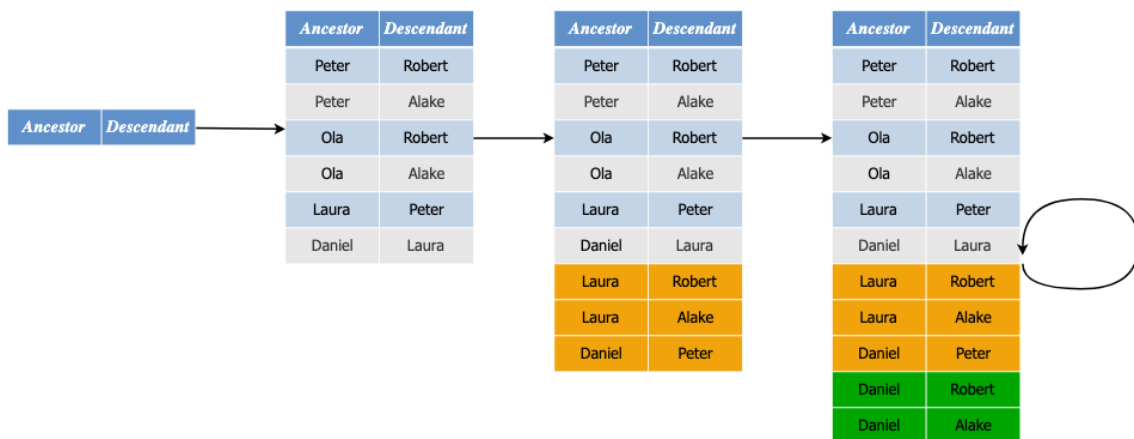 Ancestor Descendant
Ancestor Descendant
Peter Robert
Peter Alake
Ola Robert
Ola Alake
Laura Peter
Daniel Laura
Ancestor Descendant
Peter Robert
Peter Alake
Ola Robert
Ola Alake
Laura Peter
Daniel Laura
Laura Robert
Laura Alake
Daniel Peter
Ancestor Descendant
Peter Robert
Peter Alake
Ola Robert
Ola Alake
Laura Peter
Daniel Laura
Laura Robert
Laura Alake
Daniel Peter
Daniel Robert
Daniel Alake